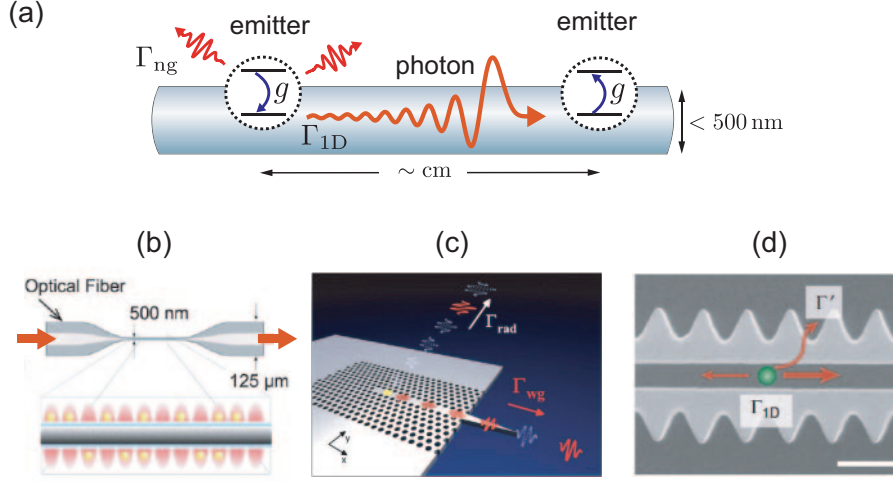 (a)
emitter
emitter
Γng
g
photon
g
Γ1D
< 500 nm
~ cm
(b)
(c)
(d)
Optical Fiber
500 nm
125 µm
Γrad
Γwg
y
x
Γ′
Γ1D